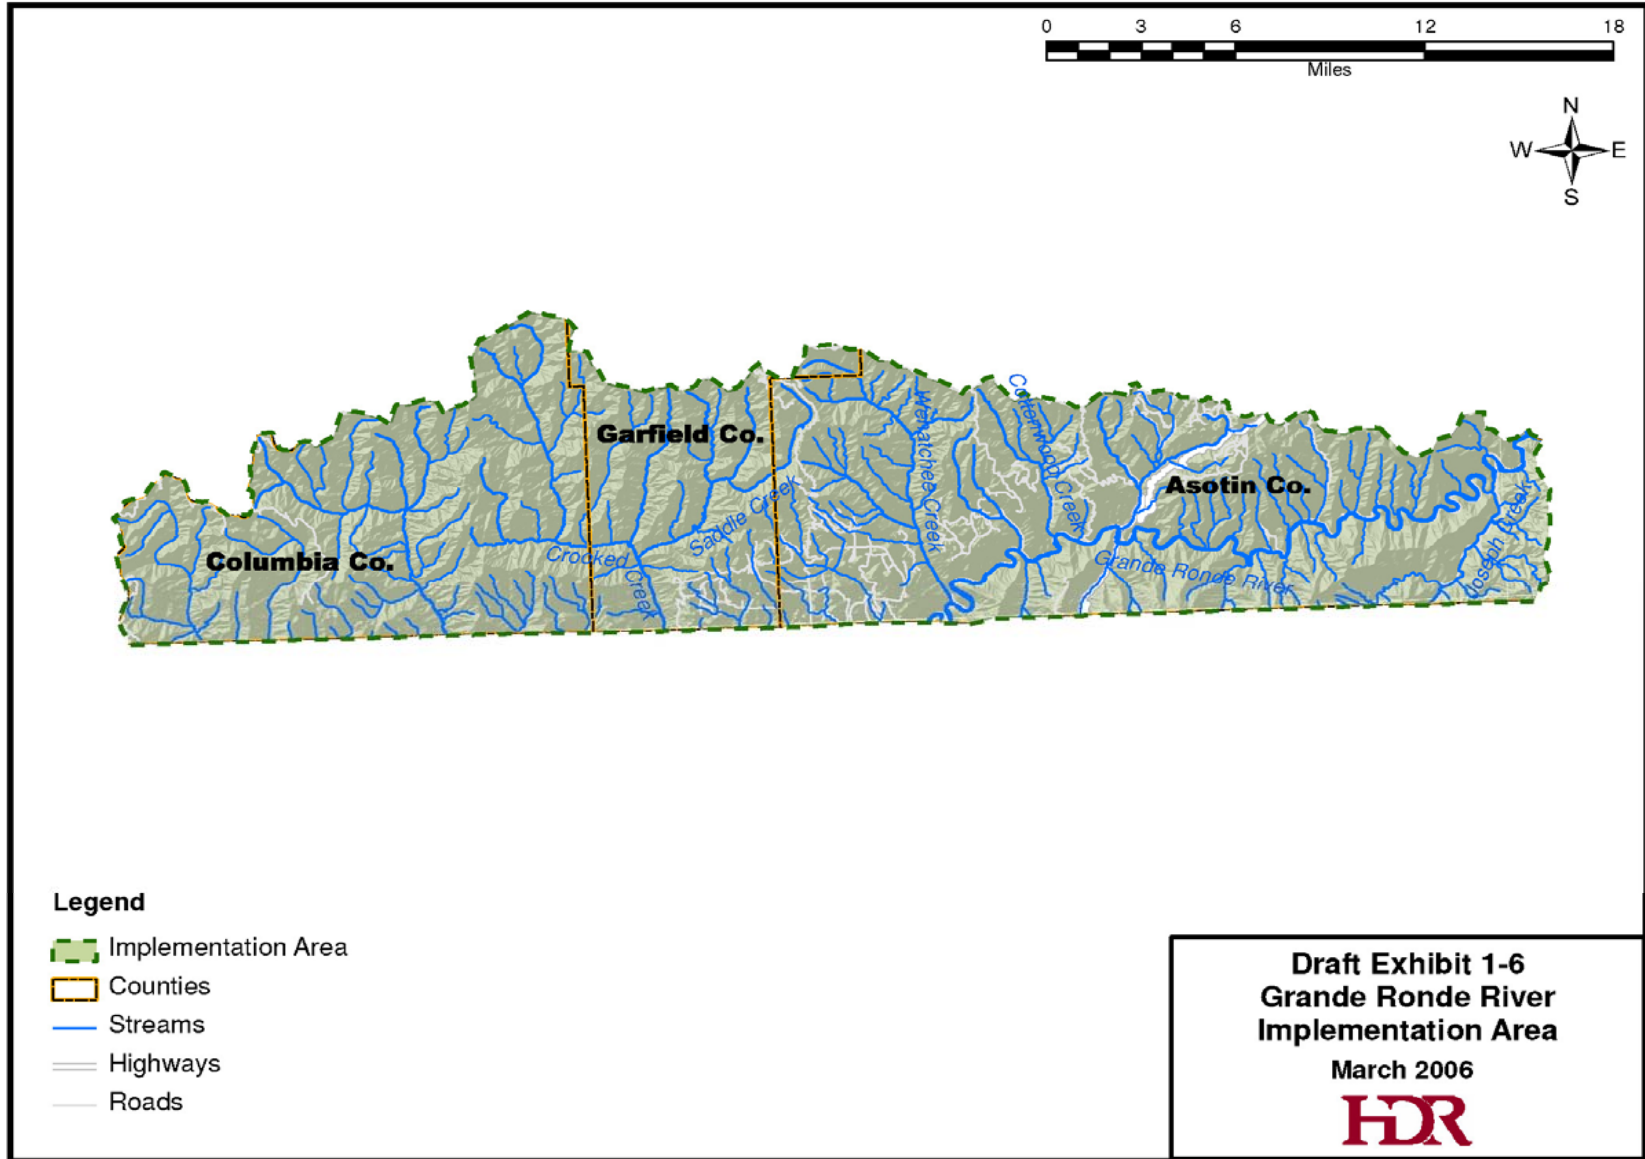 0 3 6 12 18
Miles
N
W E
S
Garfield Co.
Asotin Co.
Columbia Co.
Wenatchee Creek
Cottonwood Creek
Saddle Creek
Crooked Creek
Grande Ronde River
Joseph Creek
Legend
Implementation Area
Counties
Streams
Highways
Roads
Draft Exhibit 1-6
Grande Ronde River
Implementation Area
March 2006
HDR